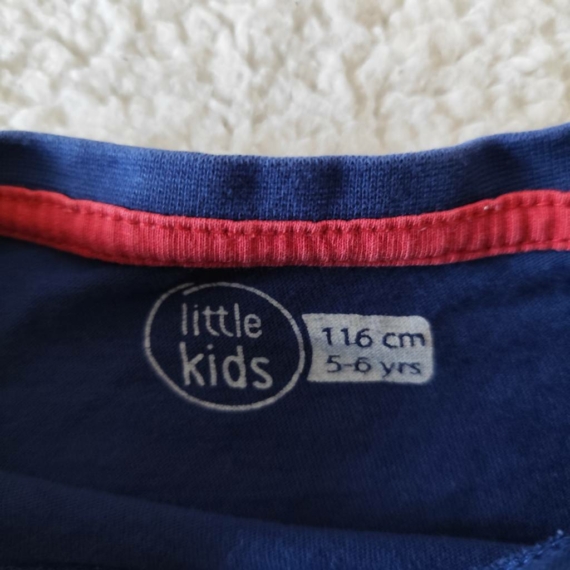 little
kids
116 cm
5-6 yrs